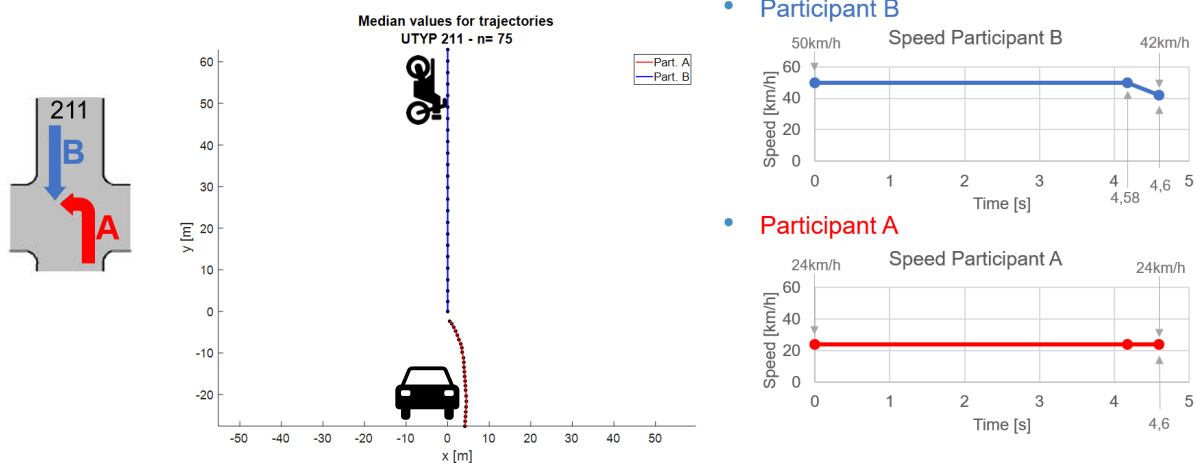 211
B
A
Median values for trajectories
UTYP 211 - n= 75
Part. A
Part. B
y [m]
60
50
40
30
20
10
0
-10
-20
-50
-40
-30
-20
-10
0
10
20
30
40
50
x [m]
• Participant B
Speed Participant B
50km/h
42km/h
Speed [km/h]
60
40
20
0
0
1
2
3
4
5
4,58
4,6
Time [s]
• Participant A
Speed Participant A
24km/h
24km/h
Speed [km/h]
60
40
20
0
0
1
2
3
4
5
4,6
Time [s]